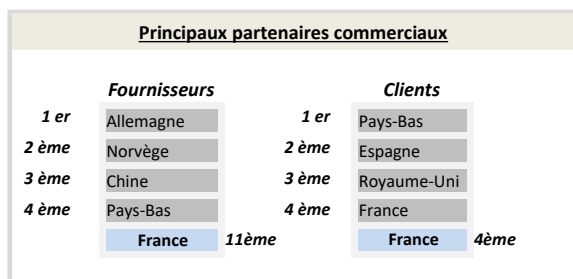 Principaux partenaires commerciaux
Fournisseurs Clients
1 er Allemagne 1 er Pays-Bas
2 ème Norvège 2 ème Espagne
3 ème Chine 3 ème Royaume-Uni
4 ème Pays-Bas 4 ème France
France 11ème France 4ème